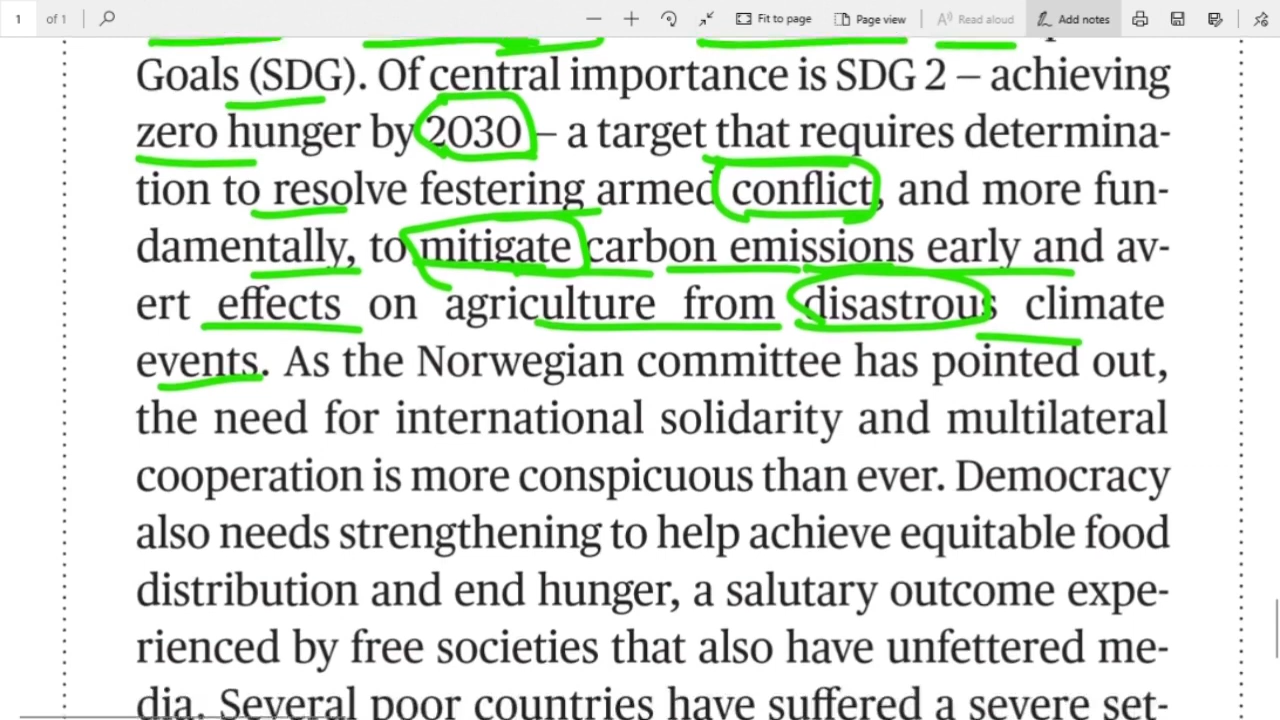 1 of 1 Fit to page Page view Read aloud Add notes
Goals (SDG). Of central importance is SDG 2 – achieving
zero hunger by 2030 – a target that requires determina-
tion to resolve festering armed conflict, and more fun-
damentally, to mitigate carbon emissions early and av-
ert effects on agriculture from disastrous climate
events. As the Norwegian committee has pointed out,
the need for international solidarity and multilateral
cooperation is more conspicuous than ever. Democracy
also needs strengthening to help achieve equitable food
distribution and end hunger, a salutary outcome expe-
rienced by free societies that also have unfettered me-
dia. Several poor countries have suffered a severe set-